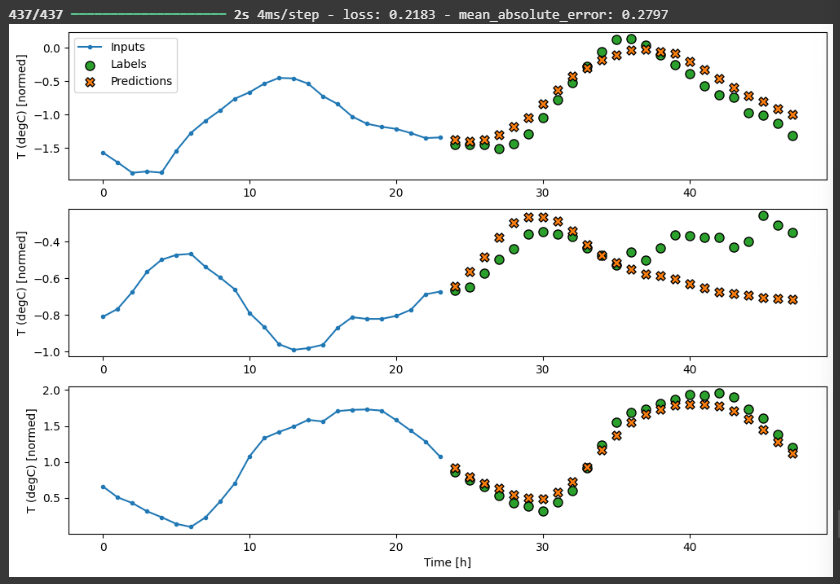 437/437 ━━━━━━━━━━━━━━━━━━━━ 2s 4ms/step - loss: 0.2183 - mean_absolute_error: 0.2797
Inputs
Labels
Predictions
T (degC) [normed]
0.0
−0.5
−1.0
−1.5
0 10 20 30 40
T (degC) [normed]
−0.4
−0.6
−0.8
−1.0
0 10 20 30 40
T (degC) [normed]
2.0
1.5
1.0
0.5
0 10 20 30 40
Time [h]